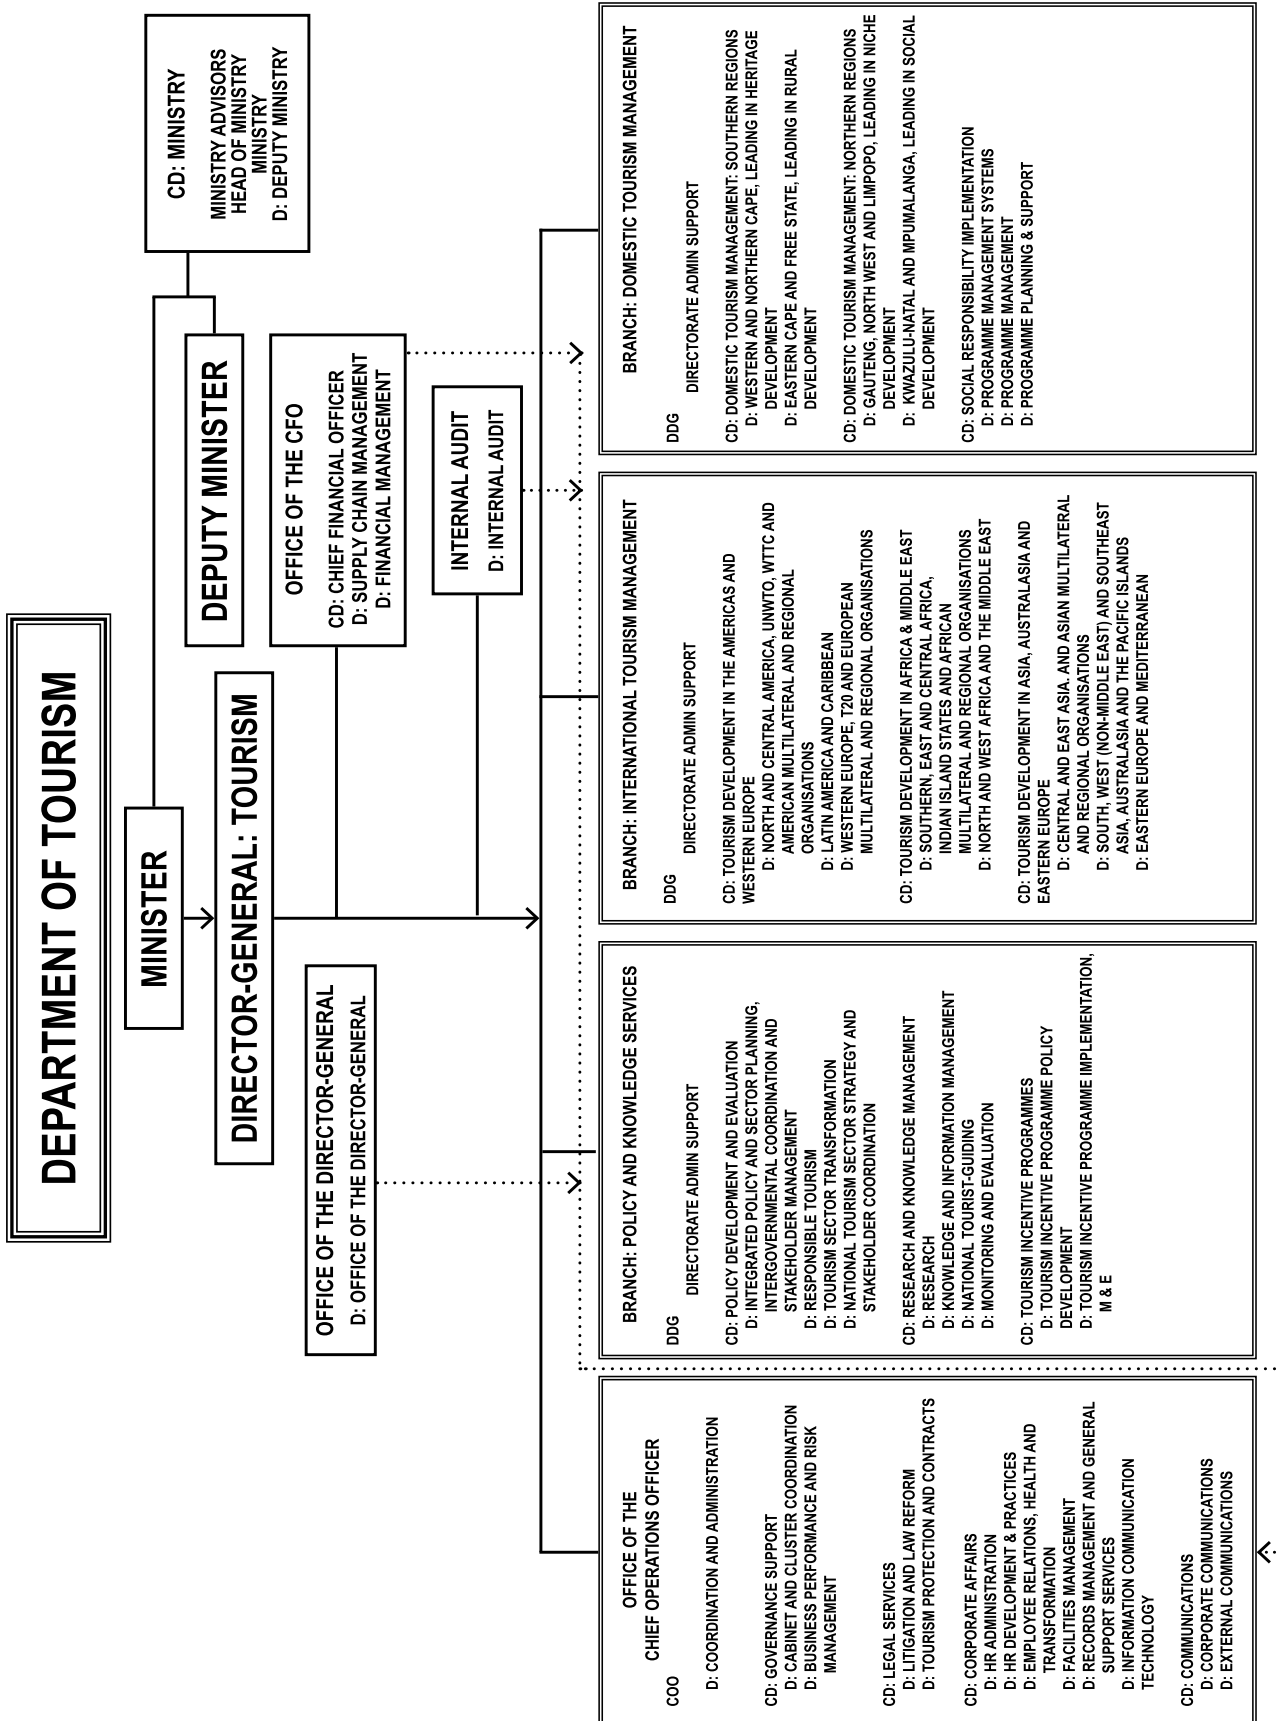 DEPARTMENT OF TOURISM
MINISTER
DIRECTOR-GENERAL: TOURISM
DEPUTY MINISTER
CD: MINISTRY
MINISTRY ADVISORS
HEAD OF MINISTRY
MINISTRY
D: DEPUTY MINISTRY
OFFICE OF THE DIRECTOR-GENERAL
D: OFFICE OF THE DIRECTOR-GENERAL
OFFICE OF THE CFO
CD: CHIEF FINANCIAL OFFICER
D: SUPPLY CHAIN MANAGEMENT
D: FINANCIAL MANAGEMENT
INTERNAL AUDIT
D: INTERNAL AUDIT
OFFICE OF THE
CHIEF OPERATIONS OFFICER
COO
D: COORDINATION AND ADMINISTRATION
CD: GOVERNANCE SUPPORT
D: CABINET AND CLUSTER COORDINATION
D: BUSINESS PERFORMANCE AND RISK
MANAGEMENT
CD: LEGAL SERVICES
D: LITIGATION AND LAW REFORM
D: TOURISM PROTECTION AND CONTRACTS
CD: CORPORATE AFFAIRS
D: HR ADMINISTRATION
D: HR DEVELOPMENT & PRACTICES
D: EMPLOYEE RELATIONS, HEALTH AND
TRANSFORMATION
D: FACILITIES MANAGEMENT
D: RECORDS MANAGEMENT AND GENERAL
SUPPORT SERVICES
D: INFORMATION COMMUNICATION
TECHNOLOGY
CD: COMMUNICATIONS
D: CORPORATE COMMUNICATIONS
D: EXTERNAL COMMUNICATIONS
BRANCH: POLICY AND KNOWLEDGE SERVICES
DDG
DIRECTORATE ADMIN SUPPORT
CD: POLICY DEVELOPMENT AND EVALUATION
D: INTEGRATED POLICY AND SECTOR PLANNING,
INTERGOVERNMENTAL COORDINATION AND
STAKEHOLDER MANAGEMENT
D: RESPONSIBLE TOURISM
D: TOURISM SECTOR TRANSFORMATION
D: NATIONAL TOURISM SECTOR STRATEGY AND
STAKEHOLDER COORDINATION
CD: RESEARCH AND KNOWLEDGE MANAGEMENT
D: RESEARCH
D: KNOWLEDGE AND INFORMATION MANAGEMENT
D: NATIONAL TOURIST-GUIDING
D: MONITORING AND EVALUATION
CD: TOURISM INCENTIVE PROGRAMMES
D: TOURISM INCENTIVE PROGRAMME POLICY
DEVELOPMENT
D: TOURISM INCENTIVE PROGRAMME IMPLEMENTATION,
M & E
BRANCH: INTERNATIONAL TOURISM MANAGEMENT
DDG
DIRECTORATE ADMIN SUPPORT
CD: TOURISM DEVELOPMENT IN THE AMERICAS AND
WESTERN EUROPE
D: NORTH AND CENTRAL AMERICA, UNWTO, WTTC AND
AMERICAN MULTILATERAL AND REGIONAL
ORGANISATIONS
D: LATIN AMERICA AND CARIBBEAN
D: WESTERN EUROPE, T20 AND EUROPEAN
MULTILATERAL AND REGIONAL ORGANISATIONS
CD: TOURISM DEVELOPMENT IN AFRICA & MIDDLE EAST
D: SOUTHERN, EAST AND CENTRAL AFRICA,
INDIAN ISLAND STATES AND AFRICAN
MULTILATERAL AND REGIONAL ORGANISATIONS
D: NORTH AND WEST AFRICA AND THE MIDDLE EAST
CD: TOURISM DEVELOPMENT IN ASIA, AUSTRALASIA AND
EASTERN EUROPE
D: CENTRAL AND EAST ASIA. AND ASIAN MULTILATERAL
AND REGIONAL ORGANISATIONS
D: SOUTH, WEST (NON-MIDDLE EAST) AND SOUTHEAST
ASIA, AUSTRALASIA AND THE PACIFIC ISLANDS
D: EASTERN EUROPE AND MEDITERRANEAN
BRANCH: DOMESTIC TOURISM MANAGEMENT
DDG
DIRECTORATE ADMIN SUPPORT
CD: DOMESTIC TOURISM MANAGEMENT: SOUTHERN REGIONS
D: WESTERN AND NORTHERN CAPE, LEADING IN HERITAGE
DEVELOPMENT
D: EASTERN CAPE AND FREE STATE, LEADING IN RURAL
DEVELOPMENT
CD: DOMESTIC TOURISM MANAGEMENT: NORTHERN REGIONS
D: GAUTENG, NORTH WEST AND LIMPOPO, LEADING IN NICHE
DEVELOPMENT
D: KWAZULU-NATAL AND MPUMALANGA, LEADING IN SOCIAL
DEVELOPMENT
CD: SOCIAL RESPONSIBILITY IMPLEMENTATION
D: PROGRAMME MANAGEMENT SYSTEMS
D: PROGRAMME MANAGEMENT
D: PROGRAMME PLANNING & SUPPORT